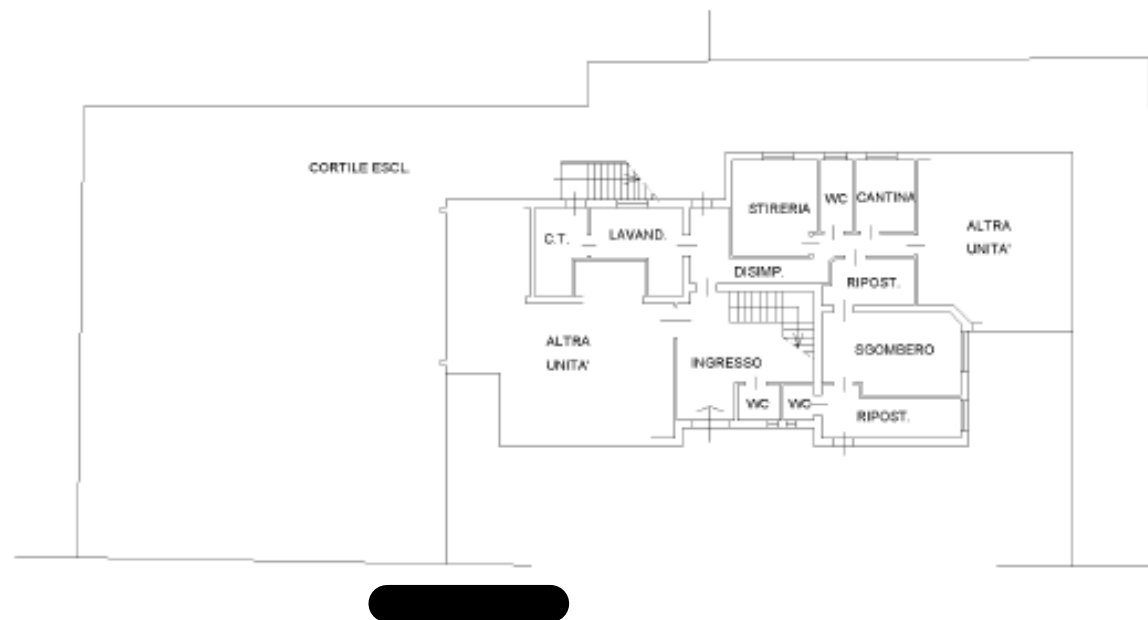 CORTILE ESCL.
STIRERIA
WC
CANTINA
ALTRA
UNITA'
C.T.
LAVAND.
DISIMP.
RIPOST.
ALTRA
UNITA'
INGRESSO
SGOMBERO
WC
WC
RIPOST.